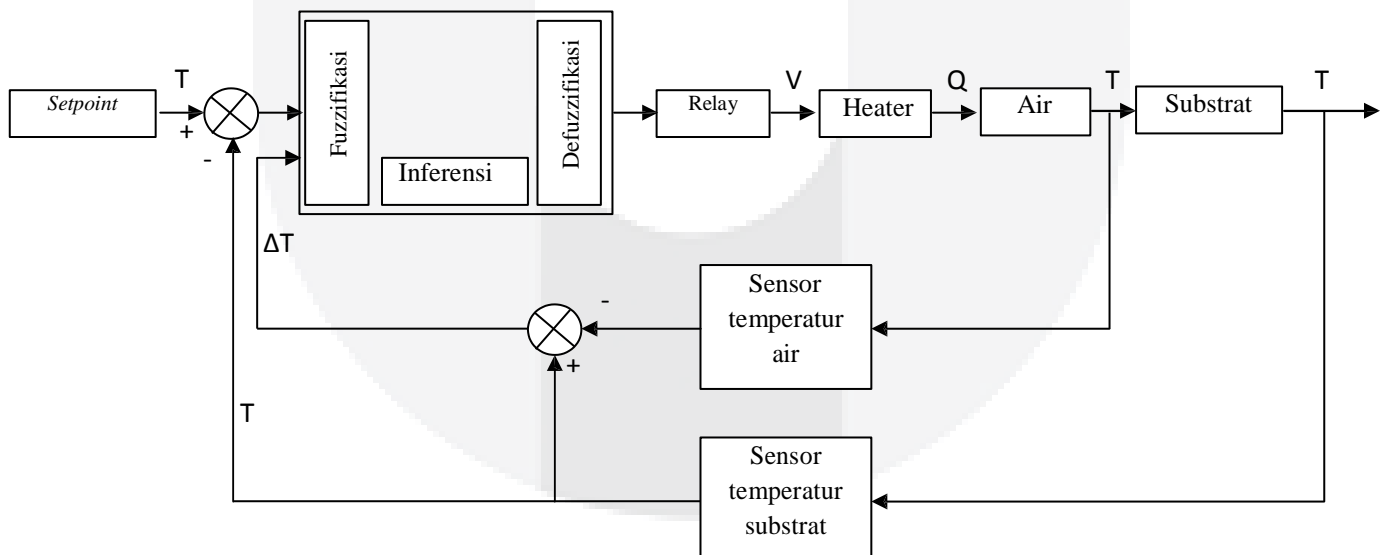 Setpoint
T
+
-
Fuzzifikasi
Inferensi
Defuzzifikasi
Relay
V
Heater
Q
Air
T
Substrat
T
ΔT
-
+
Sensor
temperatur
air
T
Sensor
temperatur
substrat